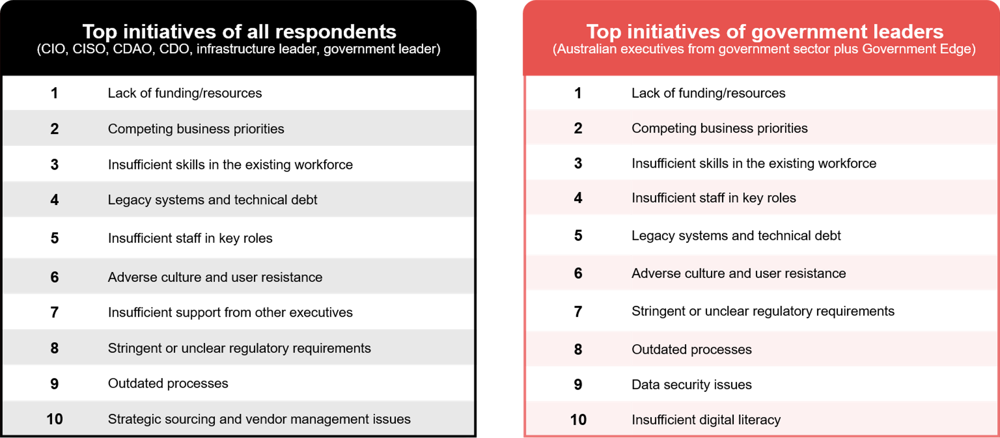 Top initiatives of all respondents
(CIO, CISO, CDAO, CDO, infrastructure leader, government leader)
1 Lack of funding/resources
2 Competing business priorities
3 Insufficient skills in the existing workforce
4 Legacy systems and technical debt
5 Insufficient staff in key roles
6 Adverse culture and user resistance
7 Insufficient support from other executives
8 Stringent or unclear regulatory requirements
9 Outdated processes
10 Strategic sourcing and vendor management issues
Top initiatives of government leaders
(Australian executives from government sector plus Government Edge)
1 Lack of funding/resources
2 Competing business priorities
3 Insufficient skills in the existing workforce
4 Insufficient staff in key roles
5 Legacy systems and technical debt
6 Adverse culture and user resistance
7 Stringent or unclear regulatory requirements
8 Outdated processes
9 Data security issues
10 Insufficient digital literacy